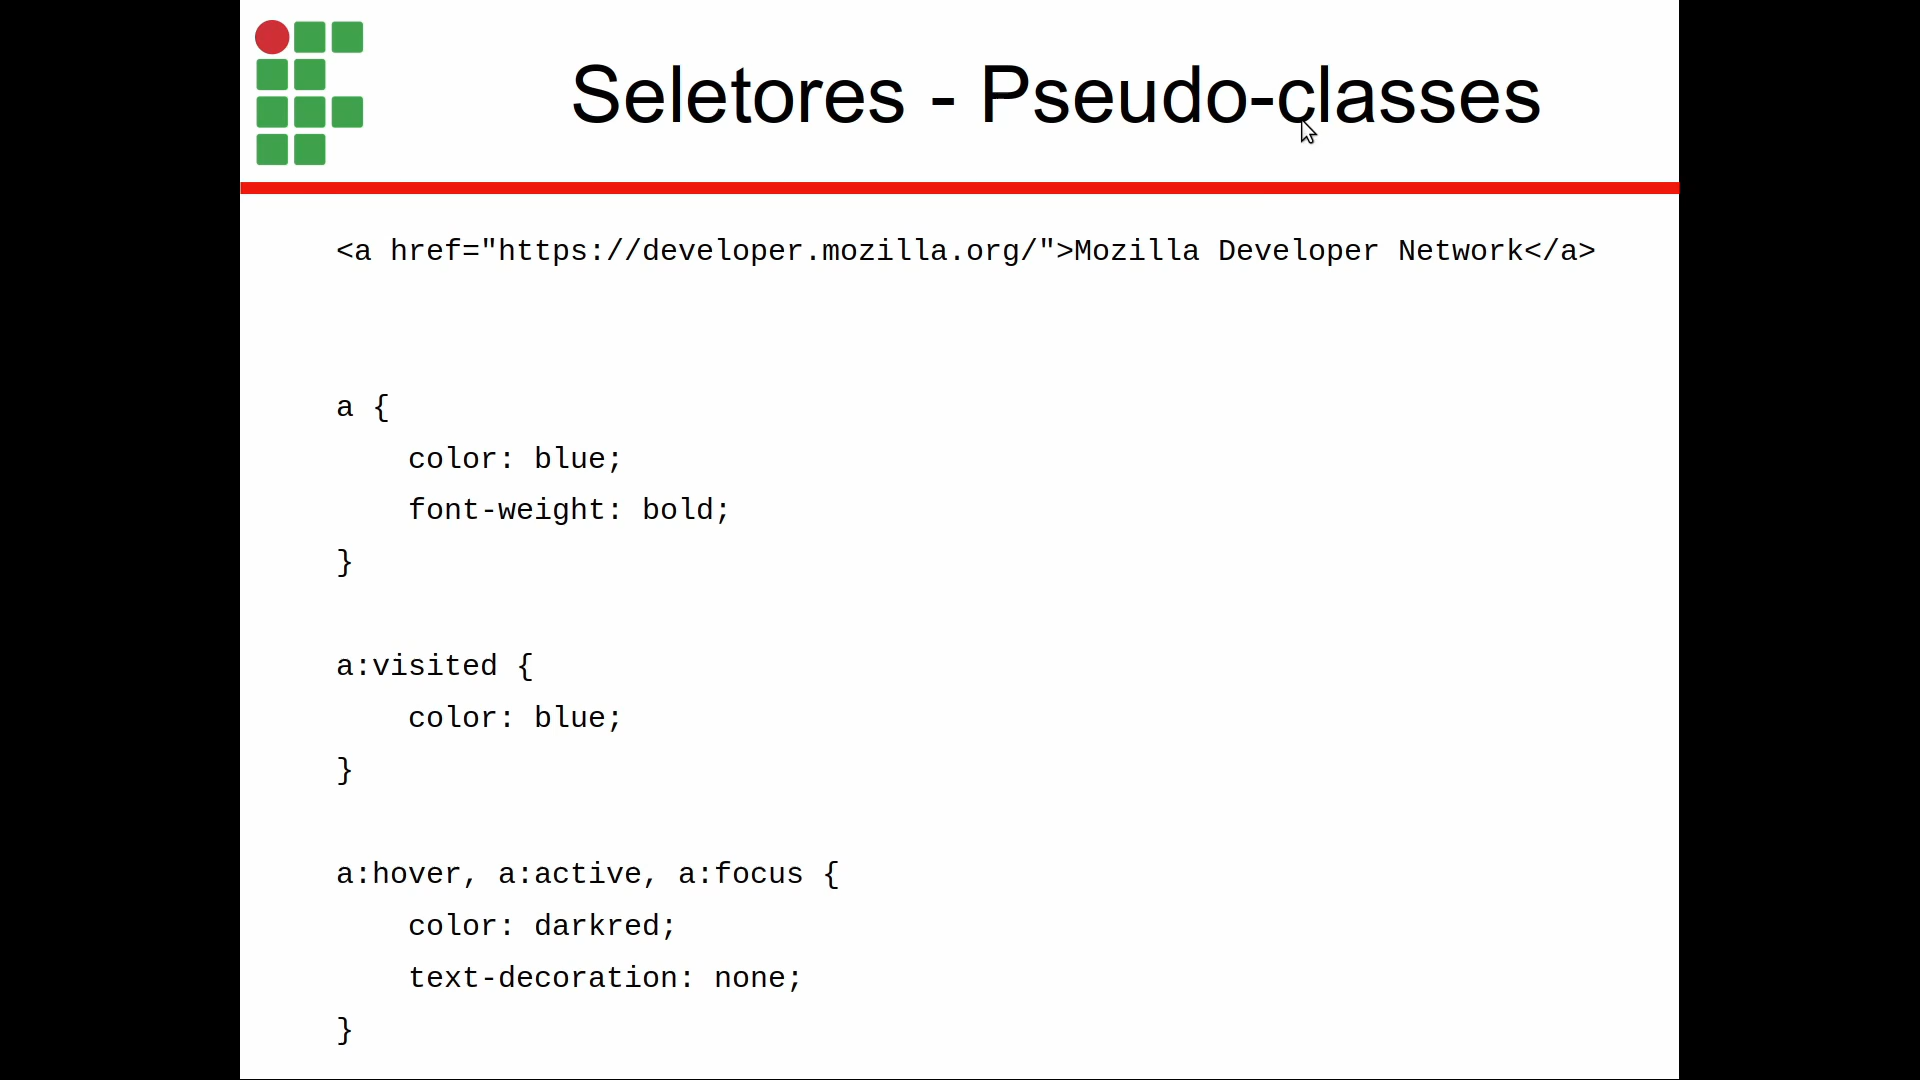 Seletores - Pseudo-classes
<a href="https://developer.mozilla.org/">Mozilla Developer Network</a>
a {
    color: blue;
    font-weight: bold;
}
a:visited {
    color: blue;
}
a:hover, a:active, a:focus {
    color: darkred;
    text-decoration: none;
}